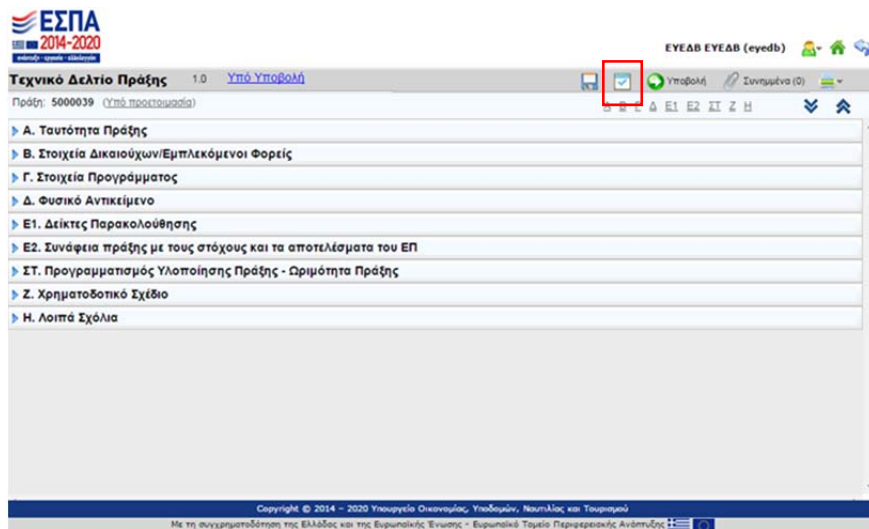 ΕΣΠΑ
2014-2020
ανάπτυξη - εργασία - αλληλεγγύη
ΕΥΕΔΒ ΕΥΕΔΒ (eyedb)
Τεχνικό Δελτίο Πράξης 1.0 Υπό Υποβολή Υποβολή Συνημμένα (0)
Πράξη: 5000039 (Υπό προετοιμασία) Α Β Γ Δ Ε1 Ε2 ΣΤ Ζ Η
Α. Ταυτότητα Πράξης
Β. Στοιχεία Δικαιούχων/Εμπλεκόμενοι Φορείς
Γ. Στοιχεία Προγράμματος
Δ. Φυσικό Αντικείμενο
Ε1. Δείκτες Παρακολούθησης
Ε2. Συνάφεια πράξης με τους στόχους και τα αποτελέσματα του ΕΠ
ΣΤ. Προγραμματισμός Υλοποίησης Πράξης - Ωριμότητα Πράξης
Ζ. Χρηματοδοτικό Σχέδιο
Η. Λοιπά Σχόλια
Copyright © 2014 – 2020 Υπουργείο Οικονομίας, Υποδομών, Ναυτιλίας και Τουρισμού
Με τη συγχρηματοδότηση της Ελλάδας και της Ευρωπαϊκής Ένωσης - Ευρωπαϊκό Ταμείο Περιφερειακής Ανάπτυξης